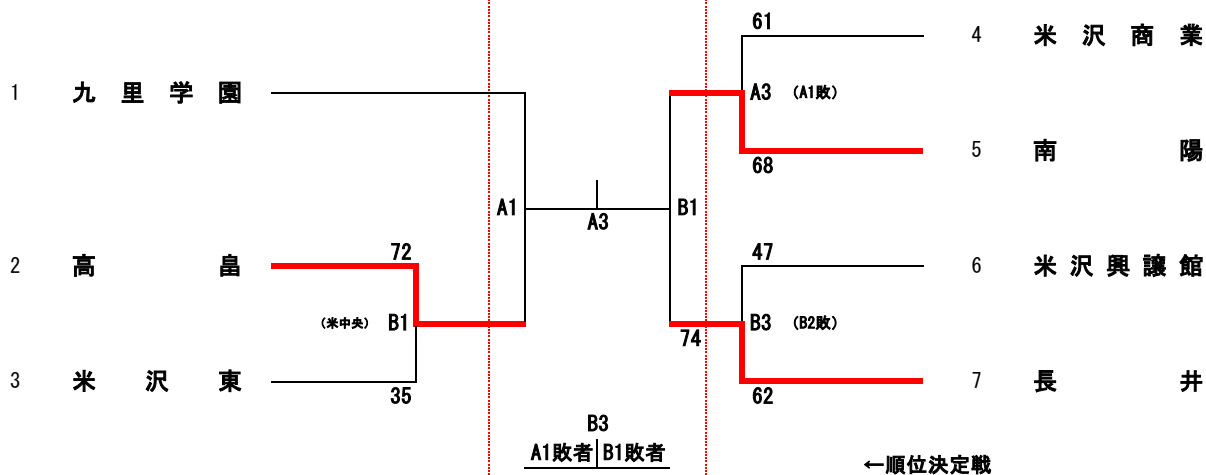 61
4 米沢商業
1 九里学園
A3 (A1敗)
5 南陽
68
A1
B1
A3
72
47
2 高畠
6 米沢興譲館
(米中央) B1
B3 (B2敗)
74
3 米沢東
7 長井
35
62
B3
A1敗者 B1敗者
←順位決定戦